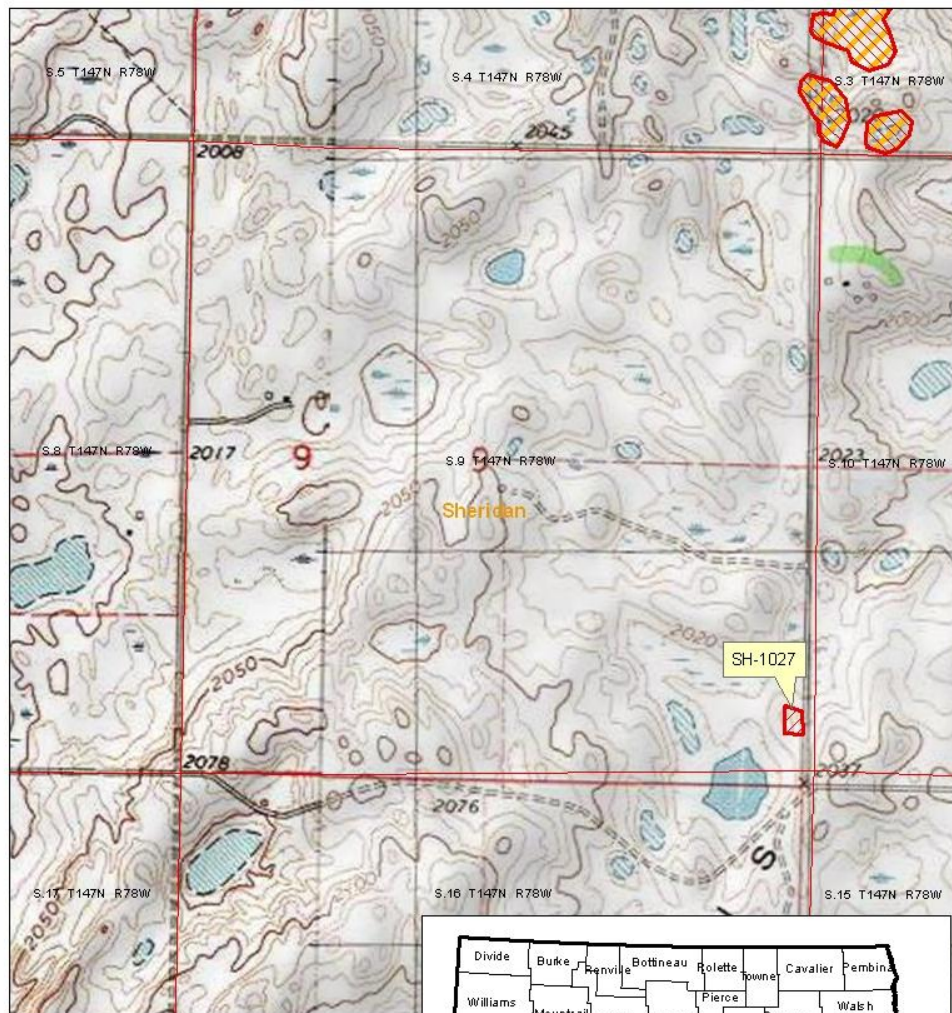 2050
S.5 T147N R78W
S.4 T147N R78W
S.3 T147N R78W
2045
2008
2050
S.8 T147N R78W
2017
9
S.9 T147N R78W
9
2023
S.10 T147N R78W
2050
Sheridan
2020
SH-1027
2050
2078
2037
2076
S
S.17 T147N R78W
S.16 T147N R78W
S.15 T147N R78W
2050
Divide
Burke
Renville
Bottineau
Rolette
Towner
Cavalier
Pembina
Pierce
Williams
Walsh